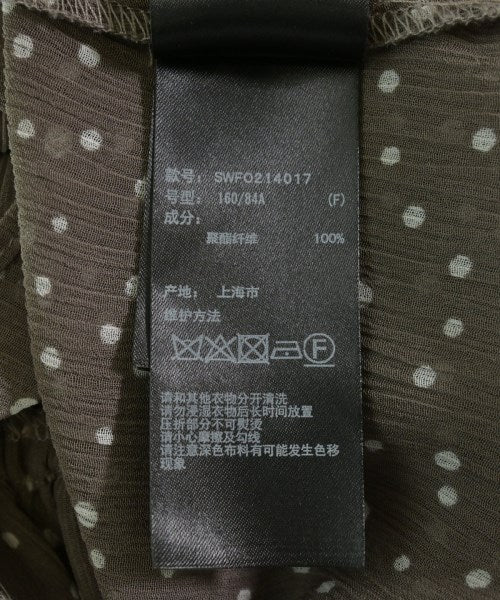 款号: SWFO214017
号型: 160/84A (F)
成分:
聚酯纤维 100%
产地: 上海市
维护方法
F
请和其他衣物分开清洗
请勿浸湿衣物后长时间放置
压折部分不可熨烫
请小心摩擦及勾线
请注意深色布料有可能发生色移
现象